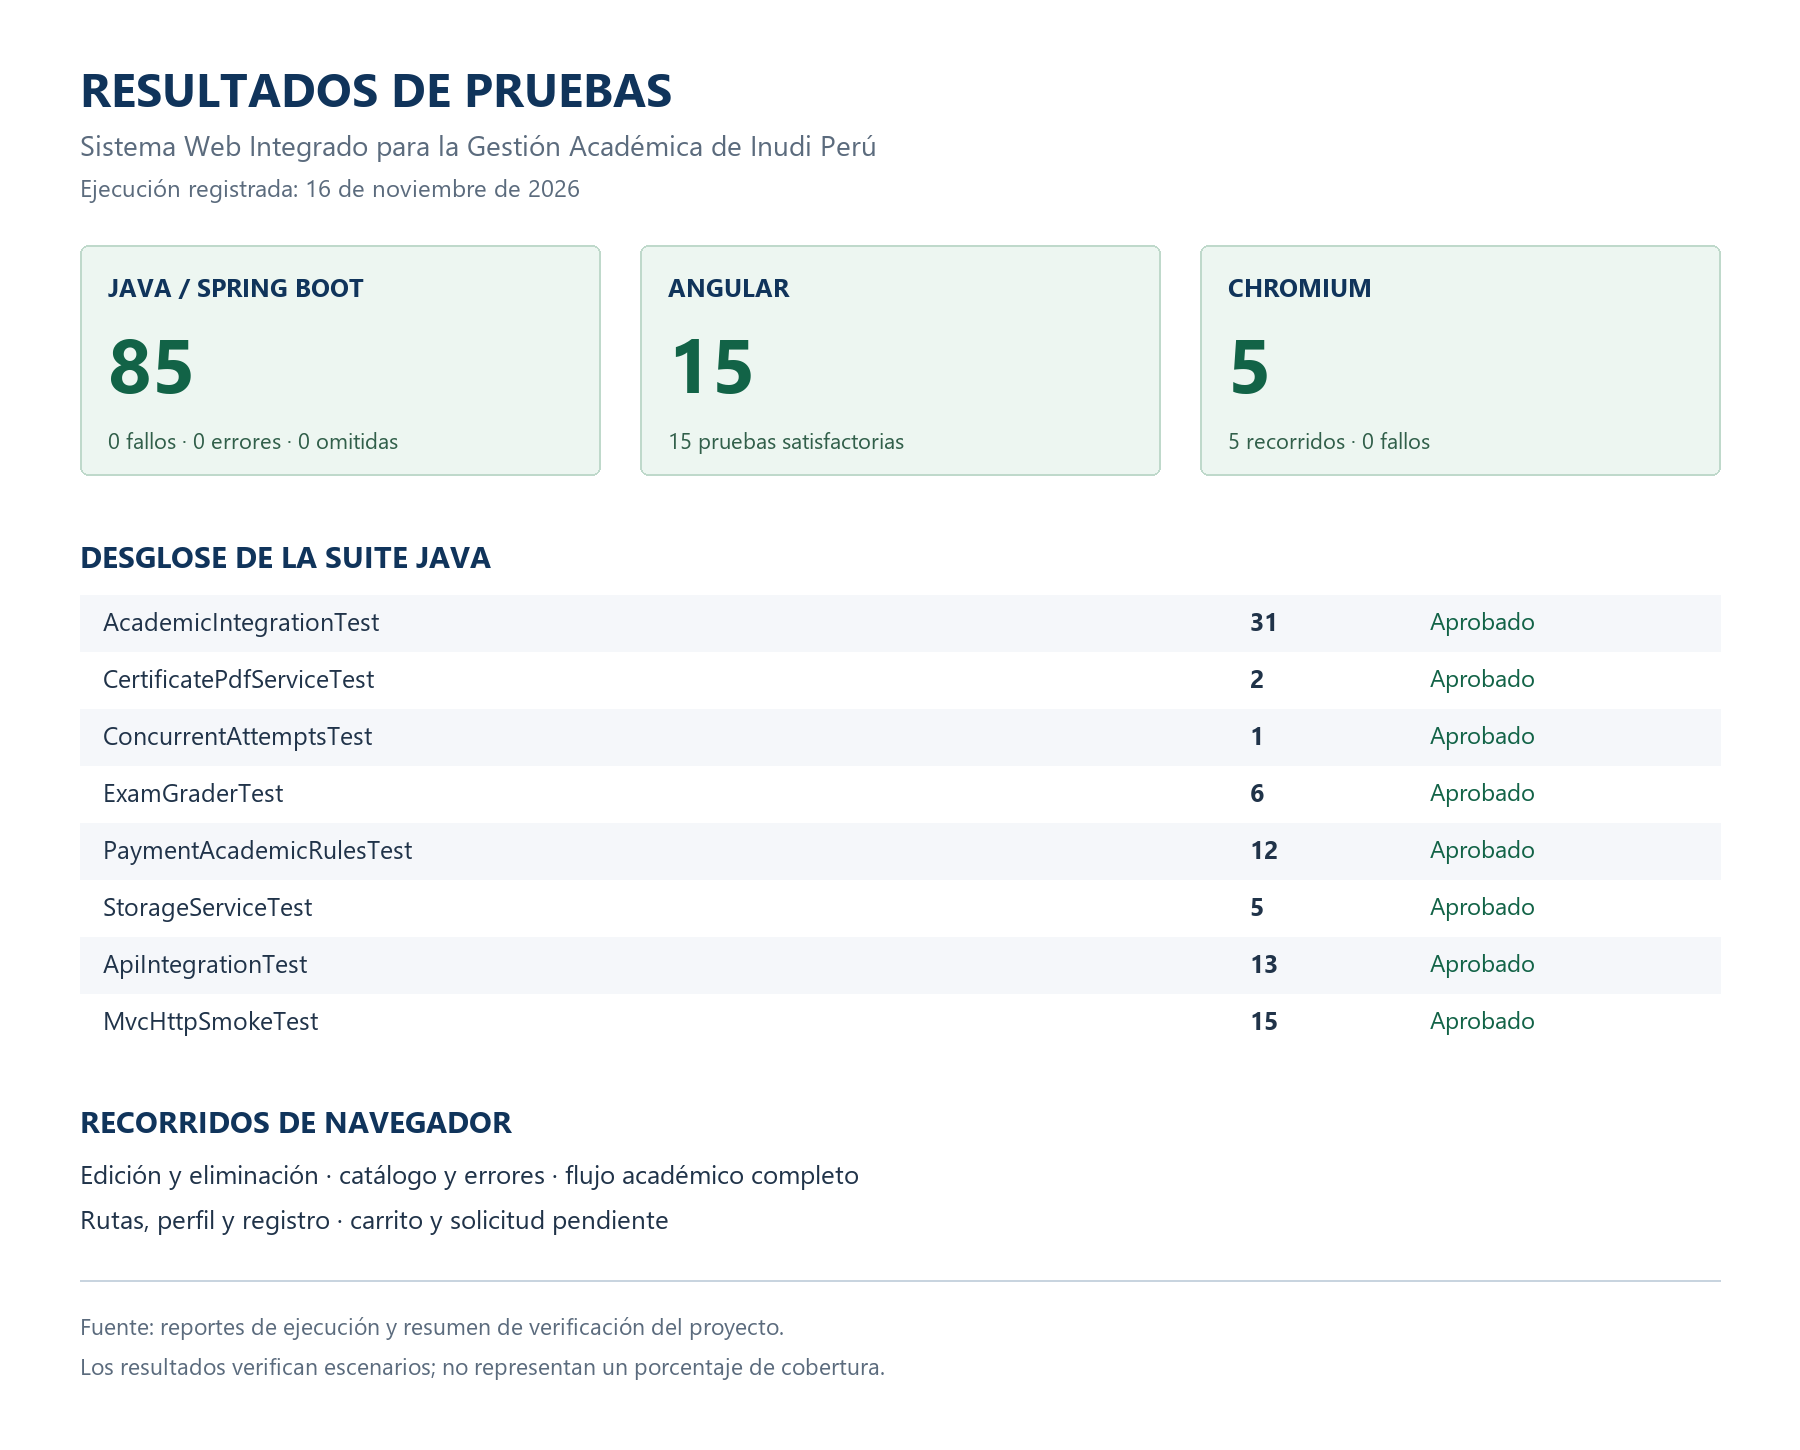 RESULTADOS DE PRUEBAS
Sistema Web Integrado para la Gestión Académica de Inudi Perú
Ejecución registrada: 16 de noviembre de 2026
JAVA / SPRING BOOT
85
0 fallos · 0 errores · 0 omitidas
ANGULAR
15
15 pruebas satisfactorias
CHROMIUM
5
5 recorridos · 0 fallos
DESGLOSE DE LA SUITE JAVA
AcademicIntegrationTest 31 Aprobado
CertificatePdfServiceTest 2 Aprobado
ConcurrentAttemptsTest 1 Aprobado
ExamGraderTest 6 Aprobado
PaymentAcademicRulesTest 12 Aprobado
StorageServiceTest 5 Aprobado
ApiIntegrationTest 13 Aprobado
MvcHttpSmokeTest 15 Aprobado
RECORRIDOS DE NAVEGADOR
Edición y eliminación · catálogo y errores · flujo académico completo
Rutas, perfil y registro · carrito y solicitud pendiente
Fuente: reportes de ejecución y resumen de verificación del proyecto.
Los resultados verifican escenarios; no representan un porcentaje de cobertura.